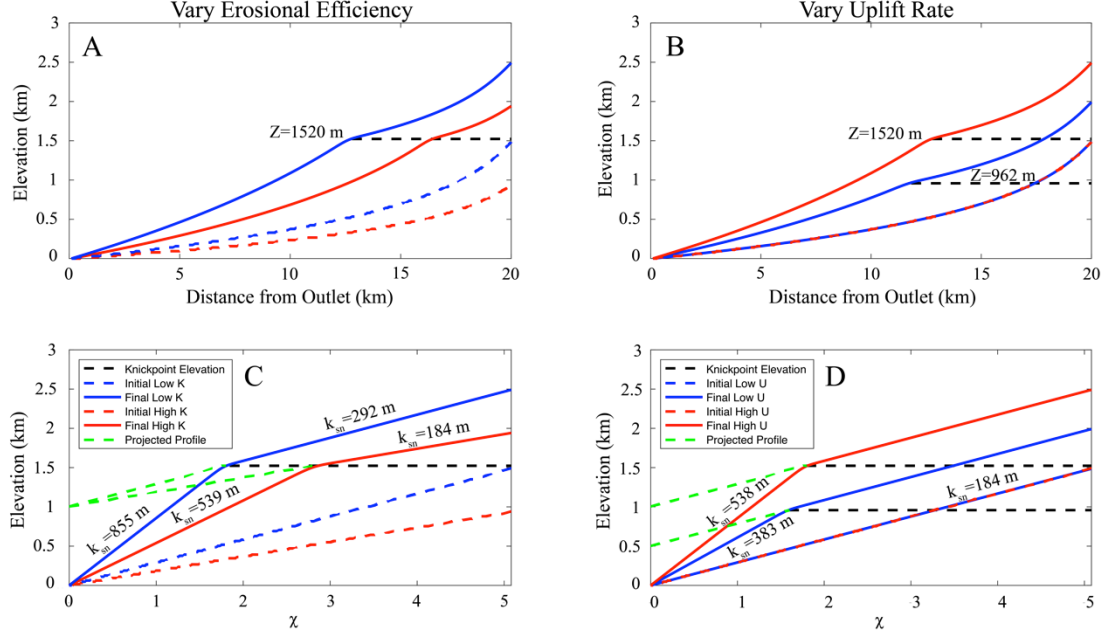 Vary Erosional Efficiency
Vary Uplift Rate
A
Elevation (km)
3
2.5
2
1.5
1
0.5
0
Z=1520 m
0 5 10 15 20
Distance from Outlet (km)
B
Elevation (km)
3
2.5
2
1.5
1
0.5
0
Z=1520 m
Z=962 m
0 5 10 15 20
Distance from Outlet (km)
C
Elevation (km)
3
2.5
2
1.5
1
0.5
0
Knickpoint Elevation
Initial Low K
Final Low K
Initial High K
Final High K
Projected Profile
ksn=292 m
ksn=184 m
ksn=855 m
ksn=539 m
0 1 2 3 4 5
χ
D
Elevation (km)
3
2.5
2
1.5
1
0.5
0
Knickpoint Elevation
Initial Low U
Final Low U
Initial High U
Final High U
Projected Profile
ksn=538 m
ksn=184 m
ksn=383 m
0 1 2 3 4 5
χ